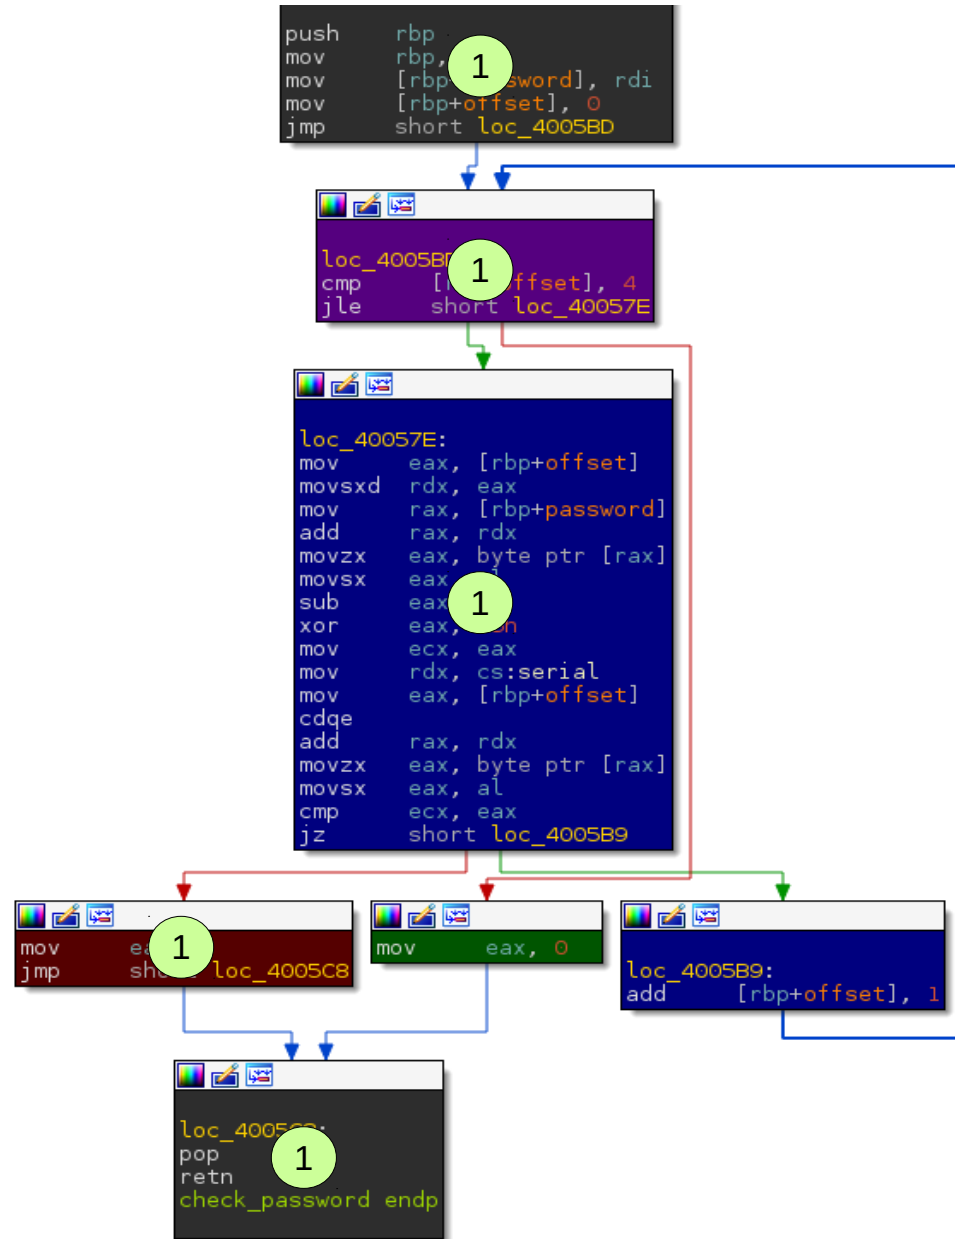 push rbp
mov rbp,
1
mov [rbp+ sword], rdi
mov [rbp+offset], 0
jmp short loc_4005BD
loc_4005B
1
cmp [ ffset], 4
jle short loc_40057E
loc_40057E:
mov eax, [rbp+offset]
movsxd rdx, eax
mov rax, [rbp+password]
add rax, rdx
movzx eax, byte ptr [rax]
movsx eax
1
sub eax
xor eax,
mov ecx, eax
mov rdx, cs:serial
mov eax, [rbp+offset]
cdqe
add rax, rdx
movzx eax, byte ptr [rax]
movsx eax, al
cmp ecx, eax
jz short loc_4005B9
mov
1
jmp loc_4005C8
mov eax, 0
loc_4005B9:
add [rbp+offset], 1
loc_4005
pop
1
retn
check_password endp